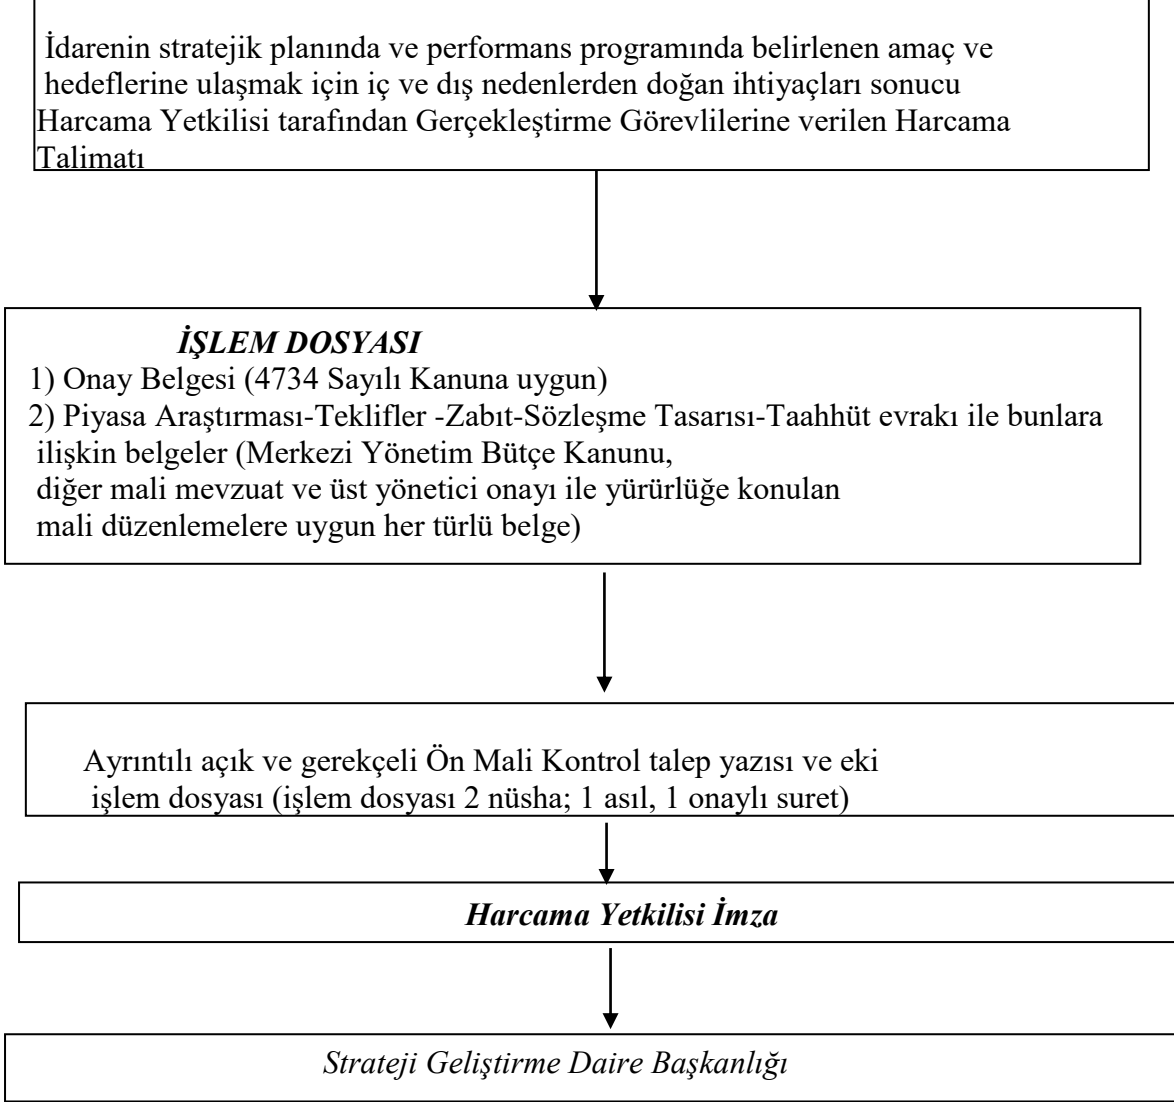 İdarenin stratejik planında ve performans programında belirlenen amaç ve
hedeflerine ulaşmak için iç ve dış nedenlerden doğan ihtiyaçları sonucu
Harcama Yetkilisi tarafından Gerçekleştirme Görevlilerine verilen Harcama
Talimatı
İŞLEM DOSYASI
1) Onay Belgesi (4734 Sayılı Kanuna uygun)
2) Piyasa Araştırması-Teklifler -Zabıt-Sözleşme Tasarısı-Taahhüt evrakı ile bunlara
ilişkin belgeler (Merkezi Yönetim Bütçe Kanunu,
diğer mali mevzuat ve üst yönetici onayı ile yürürlüğe konulan
mali düzenlemelere uygun her türlü belge)
Ayrıntılı açık ve gerekçeli Ön Mali Kontrol talep yazısı ve eki
işlem dosyası (işlem dosyası 2 nüsha; 1 asıl, 1 onaylı suret)
Harcama Yetkilisi İmza
Strateji Geliştirme Daire Başkanlığı